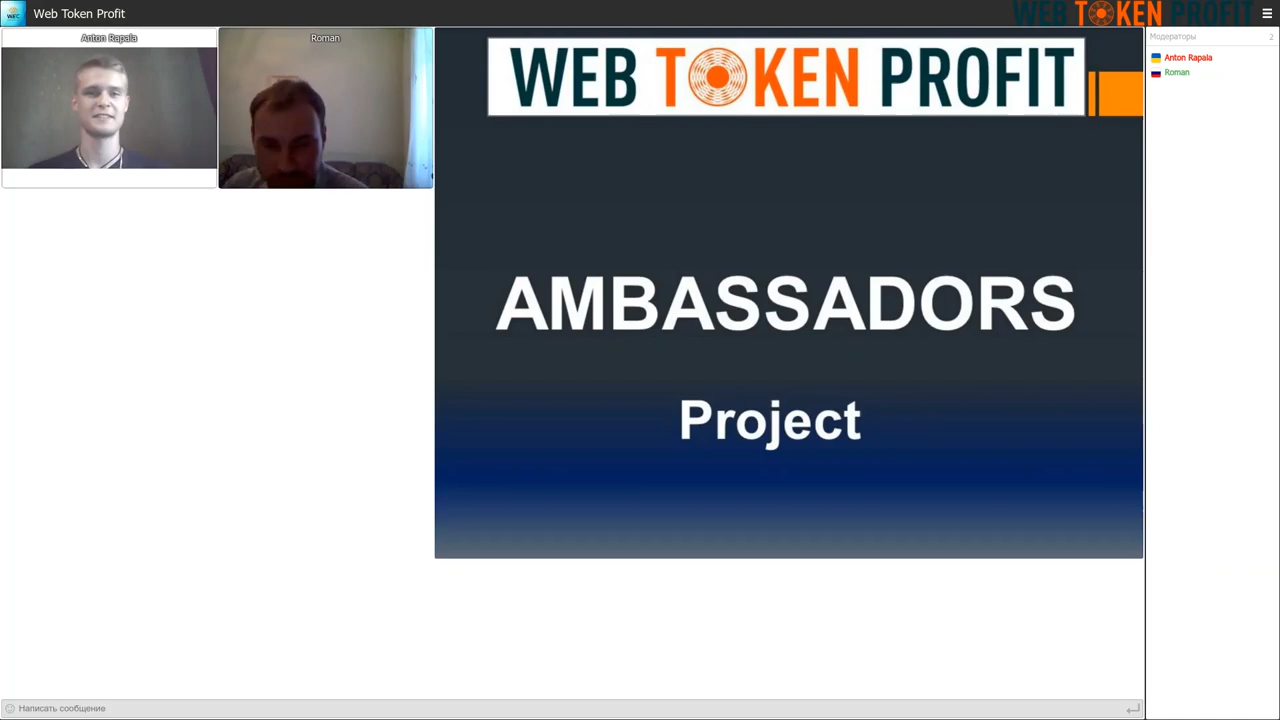 WCC
Web Token Profit
WEB TOKEN PROFIT
Anton Rapala
Roman
WEB TOKEN PROFIT
AMBASSADORS
Project
Модераторы 2
Anton Rapala
Roman
Написать сообщение